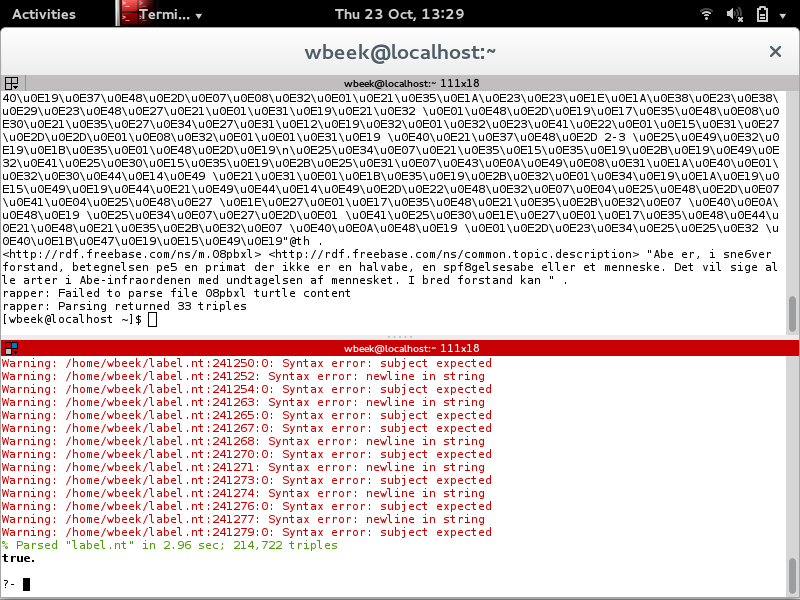 Activities
Termi...
Thu 23 Oct, 13:29
wbeek@localhost:~
wbeek@localhost:~ 111x18
40\u0E19\u0E37\u0E48\u0E2D\u0E07\u0E08\u0E32\u0E01\u0E21\u0E35\u0E1A\u0E23\u0E23\u0E1E\u0E1A\u0E38\u0E23\u0E38\
u0E29\u0E23\u0E48\u0E27\u0E21\u0E01\u0E31\u0E19\u0E21\u0E32 \u0E01\u0E48\u0E2D\u0E19\u0E17\u0E35\u0E48\u0E08\u0
E30\u0E21\u0E35\u0E27\u0E34\u0E27\u0E31\u0E12\u0E19\u0E32\u0E01\u0E32\u0E23\u0E41\u0E22\u0E01\u0E15\u0E31\u0E27
\u0E2D\u0E2D\u0E01\u0E08\u0E32\u0E01\u0E01\u0E31\u0E19 \u0E40\u0E21\u0E37\u0E48\u0E2D 2-3 \u0E25\u0E49\u0E32\u0
E19\u0E1B\u0E35\u0E01\u0E48\u0E2D\u0E19\n\u0E25\u0E34\u0E07\u0E21\u0E35\u0E15\u0E35\u0E19\u0E2B\u0E19\u0E49\u0E
32\u0E41\u0E25\u0E30\u0E15\u0E35\u0E19\u0E2B\u0E25\u0E31\u0E07\u0E43\u0E0A\u0E49\u0E08\u0E31\u0E1A\u0E40\u0E01\
u0E32\u0E30\u0E44\u0E14\u0E49 \u0E21\u0E31\u0E01\u0E1B\u0E35\u0E19\u0E2B\u0E32\u0E01\u0E34\u0E19\u0E1A\u0E19\u0
E15\u0E49\u0E19\u0E44\u0E21\u0E49\u0E44\u0E14\u0E49\u0E2D\u0E22\u0E48\u0E32\u0E07\u0E04\u0E25\u0E48\u0E2D\u0E07
\u0E41\u0E04\u0E25\u0E48\u0E27 \u0E1E\u0E27\u0E01\u0E17\u0E35\u0E48\u0E21\u0E35\u0E2B\u0E32\u0E07 \u0E40\u0E0A\
u0E48\u0E19 \u0E25\u0E34\u0E07\u0E27\u0E2D\u0E01 \u0E41\u0E25\u0E30\u0E1E\u0E27\u0E01\u0E17\u0E35\u0E48\u0E44\u
0E21\u0E48\u0E21\u0E35\u0E2B\u0E32\u0E07 \u0E40\u0E0A\u0E48\u0E19 \u0E01\u0E2D\u0E23\u0E34\u0E25\u0E25\u0E32 \u
0E40\u0E1B\u0E47\u0E19\u0E15\u0E49\u0E19"@th .
<http://rdf.freebase.com/ns/m.08pbxl> <http://rdf.freebase.com/ns/common.topic.description> "Abe er, i sne6ver
forstand, betegnelsen pe5 en primat der ikke er en halvabe, en spf8gelsesabe eller et menneske. Det vil sige al
le arter i Abe-infraordenen med undtagelsen af mennesket. I bred forstand kan " .
rapper: Failed to parse file 08pbxl turtle content
rapper: Parsing returned 33 triples
[wbeek@localhost ~]$
wbeek@localhost:~ 111x18
Warning: /home/wbeek/label.nt:241250:0: Syntax error: subject expected
Warning: /home/wbeek/label.nt:241252: Syntax error: newline in string
Warning: /home/wbeek/label.nt:241254:0: Syntax error: subject expected
Warning: /home/wbeek/label.nt:241263: Syntax error: newline in string
Warning: /home/wbeek/label.nt:241265:0: Syntax error: subject expected
Warning: /home/wbeek/label.nt:241267:0: Syntax error: subject expected
Warning: /home/wbeek/label.nt:241268: Syntax error: newline in string
Warning: /home/wbeek/label.nt:241270:0: Syntax error: subject expected
Warning: /home/wbeek/label.nt:241271: Syntax error: newline in string
Warning: /home/wbeek/label.nt:241273:0: Syntax error: subject expected
Warning: /home/wbeek/label.nt:241274: Syntax error: newline in string
Warning: /home/wbeek/label.nt:241276:0: Syntax error: subject expected
Warning: /home/wbeek/label.nt:241277: Syntax error: newline in string
Warning: /home/wbeek/label.nt:241279:0: Syntax error: subject expected
% Parsed "label.nt" in 2.96 sec; 214,722 triples
true.
?-